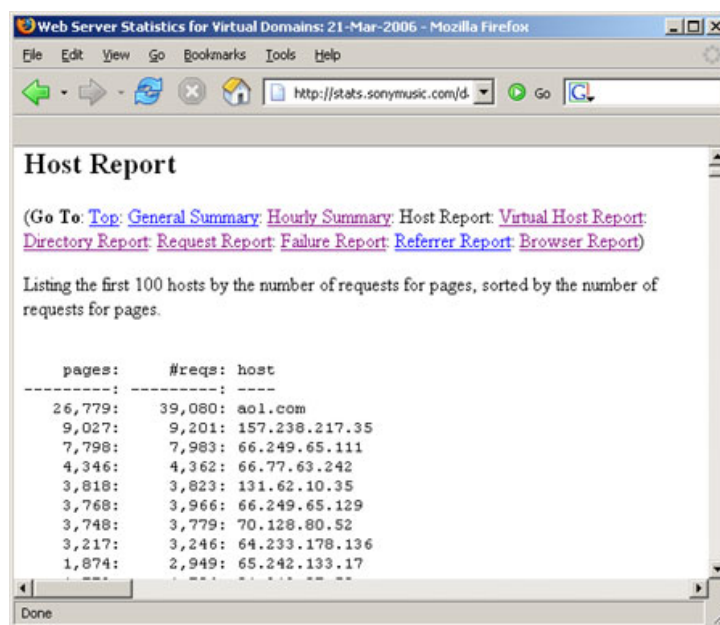 Web Server Statistics for Virtual Domains: 21-Mar-2006 - Mozilla Firefox
File Edit View Go Bookmarks Tools Help
http://stats.sonymusic.com/d Go G
Host Report
(Go To: Top: General Summary: Hourly Summary: Host Report: Virtual Host Report:
Directory Report: Request Report: Failure Report: Referrer Report: Browser Report)
Listing the first 100 hosts by the number of requests for pages, sorted by the number of
requests for pages.
pages: #reqs: host
---------: ---------: ----
26,779: 39,080: aol.com
9,027: 9,201: 157.238.217.35
7,798: 7,983: 66.249.65.111
4,346: 4,362: 66.77.63.242
3,818: 3,823: 131.62.10.35
3,768: 3,966: 66.249.65.129
3,748: 3,779: 70.128.80.52
3,217: 3,246: 64.233.178.136
1,874: 2,949: 65.242.133.17
Done